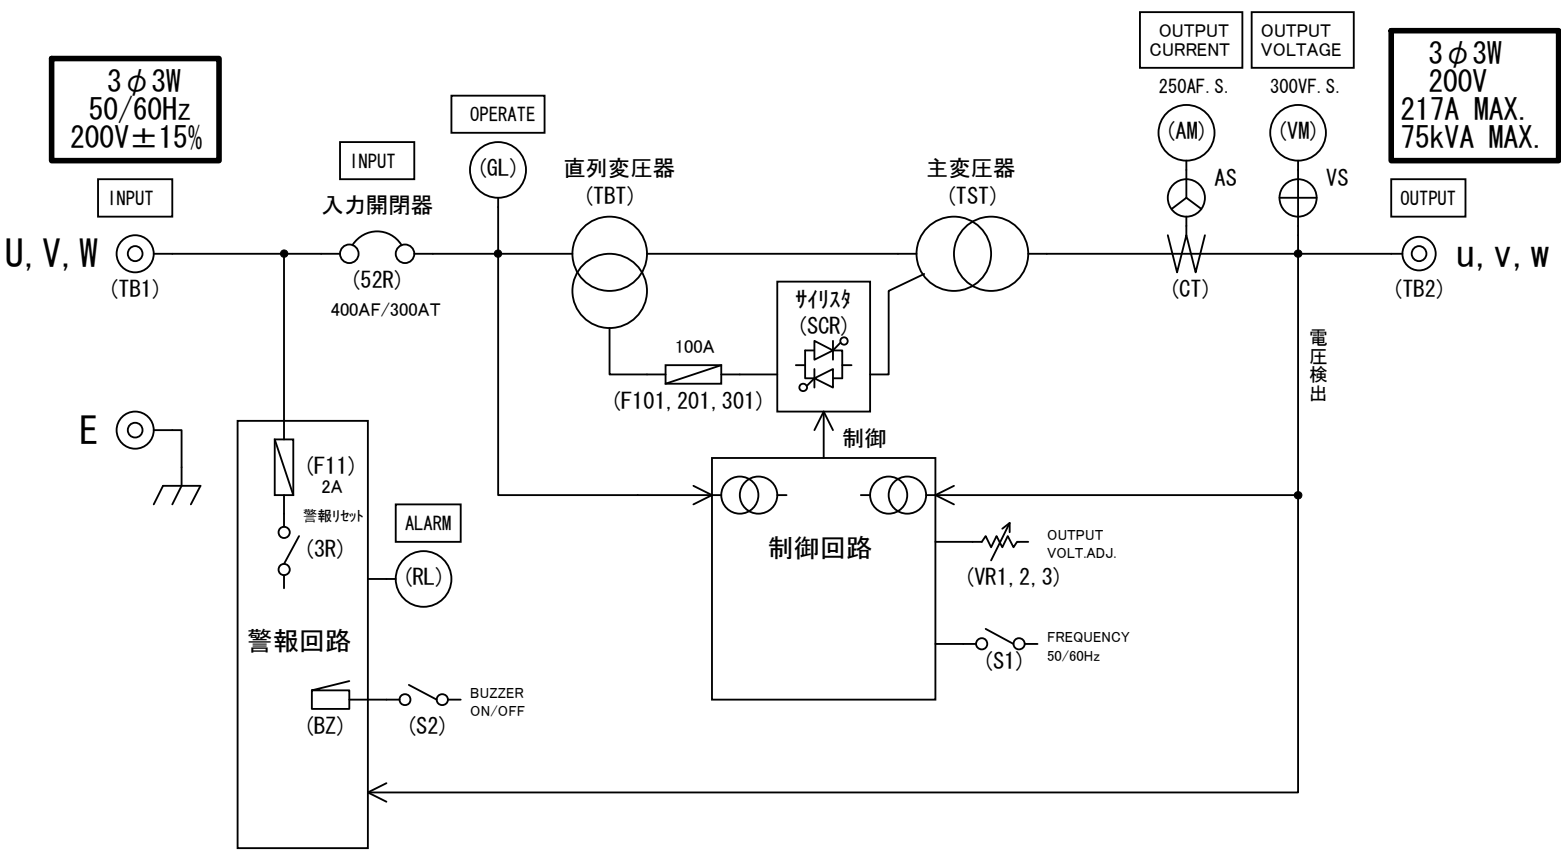 3φ3W
50/60Hz
200V±15%
INPUT
U, V, W
(TB1)
INPUT
入力開閉器
(52R)
400AF/300AT
OPERATE
(GL)
直列変圧器
(TBT)
主変圧器
(TST)
OUTPUT
CURRENT
250AF.S.
(AM)
AS
(CT)
OUTPUT
VOLTAGE
300VF.S.
(VM)
VS
3φ3W
200V
217A MAX.
75kVA MAX.
OUTPUT
u, v, w
(TB2)
サイリスタ
(SCR)
100A
(F101, 201, 301)
電圧検出
制御
E
(F11)
2A
警報リセット
(3R)
ALARM
(RL)
警報回路
(BZ)
(S2)
BUZZER
ON/OFF
制御回路
OUTPUT
VOLT.ADJ.
(VR1, 2, 3)
FREQUENCY
50/60Hz
(S1)